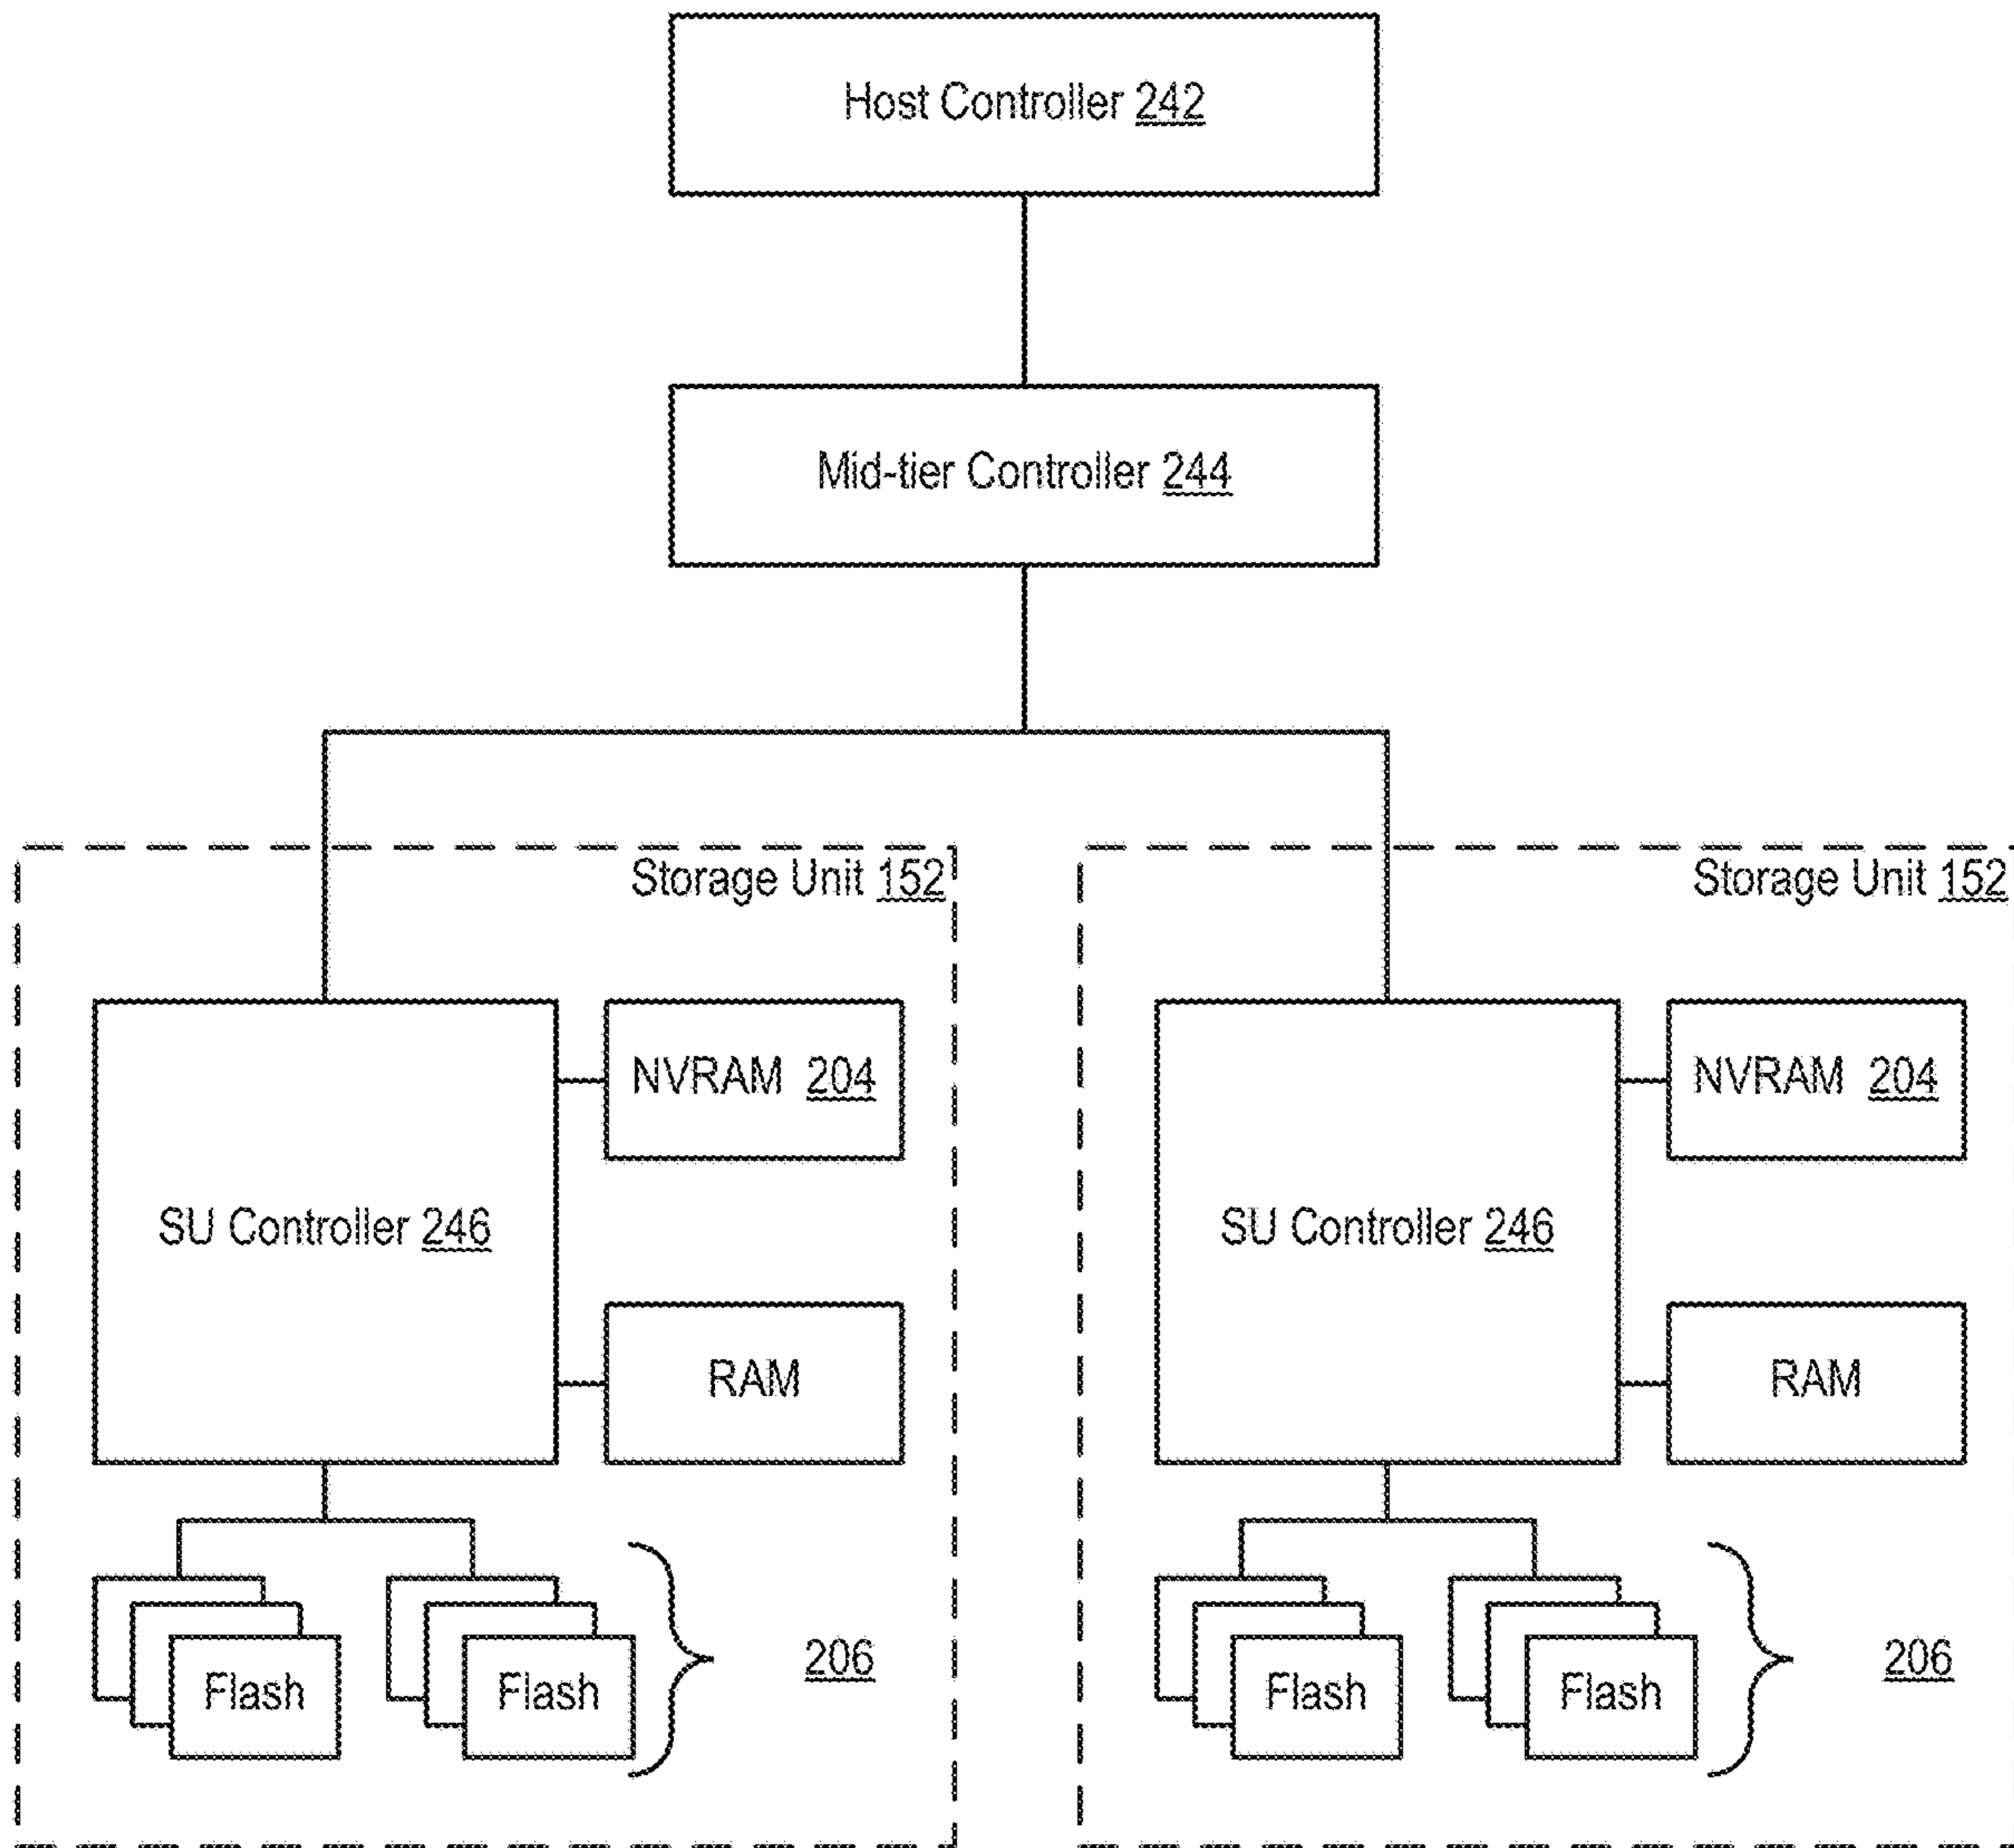 Host Controller 242
Mid-tier Controller 244
Storage Unit 152
NVRAM 204
SU Controller 246
RAM
Flash
Flash
206
Storage Unit 152
NVRAM 204
SU Controller 246
RAM
Flash
Flash
206